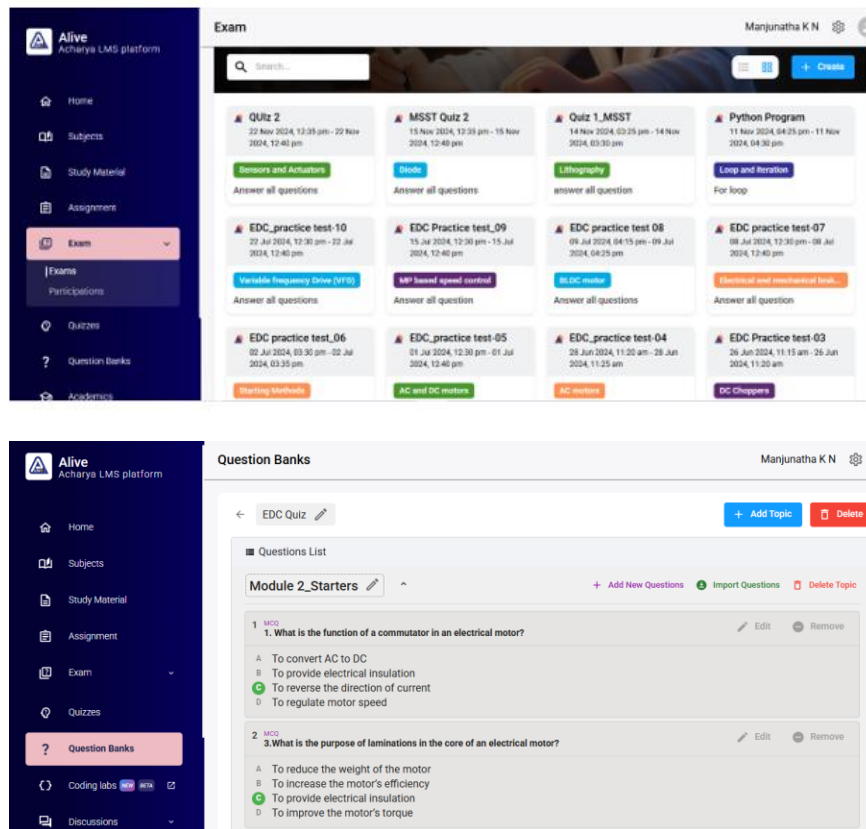 Alive
Acharya LMS platform
Exam
Manjunatha K N
Search...
+ Create
Home
Subjects
Study Material
Assignment
Exam
Exams
Participations
Quizzes
Question Banks
Academics
QUIz 2
22 Nov 2024, 12:35 pm - 22 Nov
2024, 12:40 pm
Sensors and Actuators
Answer all questions
MSST Quiz 2
15 Nov 2024, 12:35 pm - 15 Nov
2024, 12:40 pm
Diode
Answer all questions
Quiz 1_MSST
14 Nov 2024, 03:25 pm - 14 Nov
2024, 03:30 pm
Lithography
answer all question
Python Program
11 Nov 2024, 04:25 pm - 11 Nov
2024, 04:30 pm
Loop and Iteration
For loop
EDC_practice test-10
22 Jul 2024, 12:30 pm - 22 Jul
2024, 12:40 pm
Variable Frequency Drive (VFD)
Answer all questions
EDC Practice test_09
15 Jul 2024, 12:30 pm - 15 Jul
2024, 12:40 pm
MP based speed control
Answer all question
EDC practice test 08
09 Jul 2024, 04:15 pm - 09 Jul
2024, 04:25 pm
BLDC motor
Answer all questions
EDC practice test-07
08 Jul 2024, 12:30 pm - 08 Jul
2024, 12:40 pm
Electrical and mechanical brak...
Answer all question
EDC practice test_06
02 Jul 2024, 03:30 pm - 02 Jul
2024, 03:35 pm
Starting Methods
EDC_practice test-05
01 Jul 2024, 12:30 pm - 01 Jul
2024, 12:40 pm
AC and DC motors
EDC_practice test-04
28 Jun 2024, 11:20 am - 28 Jun
2024, 11:25 am
AC motors
EDC Practice test-03
26 Jun 2024, 11:15 am - 26 Jun
2024, 11:20 am
DC Choppers
Alive
Acharya LMS platform
Question Banks
Manjunatha K N
Home
Subjects
Study Material
Assignment
Exam
Quizzes
Question Banks
Coding labs NEW BETA
Discussions
EDC Quiz
+ Add Topic
Delete
Questions List
Module 2_Starters
+ Add New Questions
Import Questions
Delete Topic
1 MCQ
1. What is the function of a commutator in an electrical motor?
Edit
Remove
A To convert AC to DC
B To provide electrical insulation
C To reverse the direction of current
D To regulate motor speed
2 MCQ
3.What is the purpose of laminations in the core of an electrical motor?
Edit
Remove
A To reduce the weight of the motor
B To increase the motor's efficiency
C To provide electrical insulation
D To improve the motor's torque